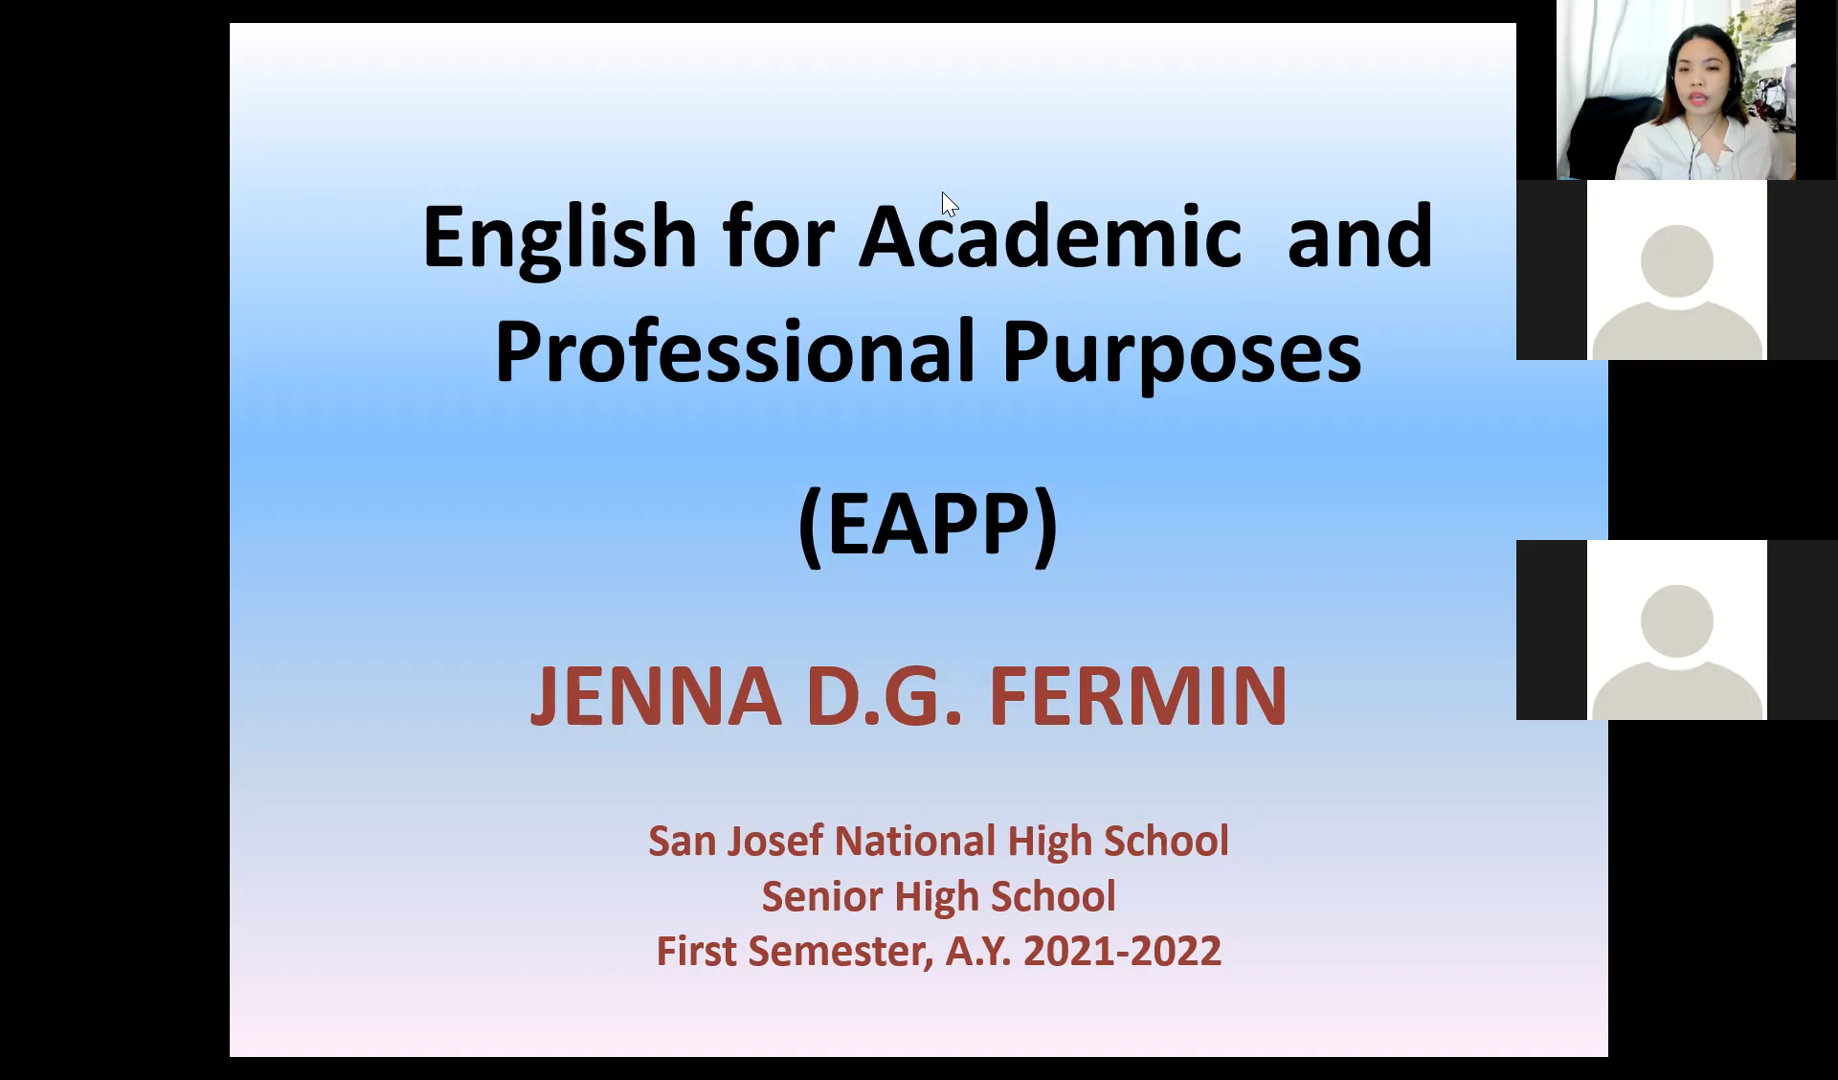 English for Academic  and
Professional Purposes
(EAPP)
JENNA D.G. FERMIN
San Josef National High School
Senior High School
First Semester, A.Y. 2021-2022